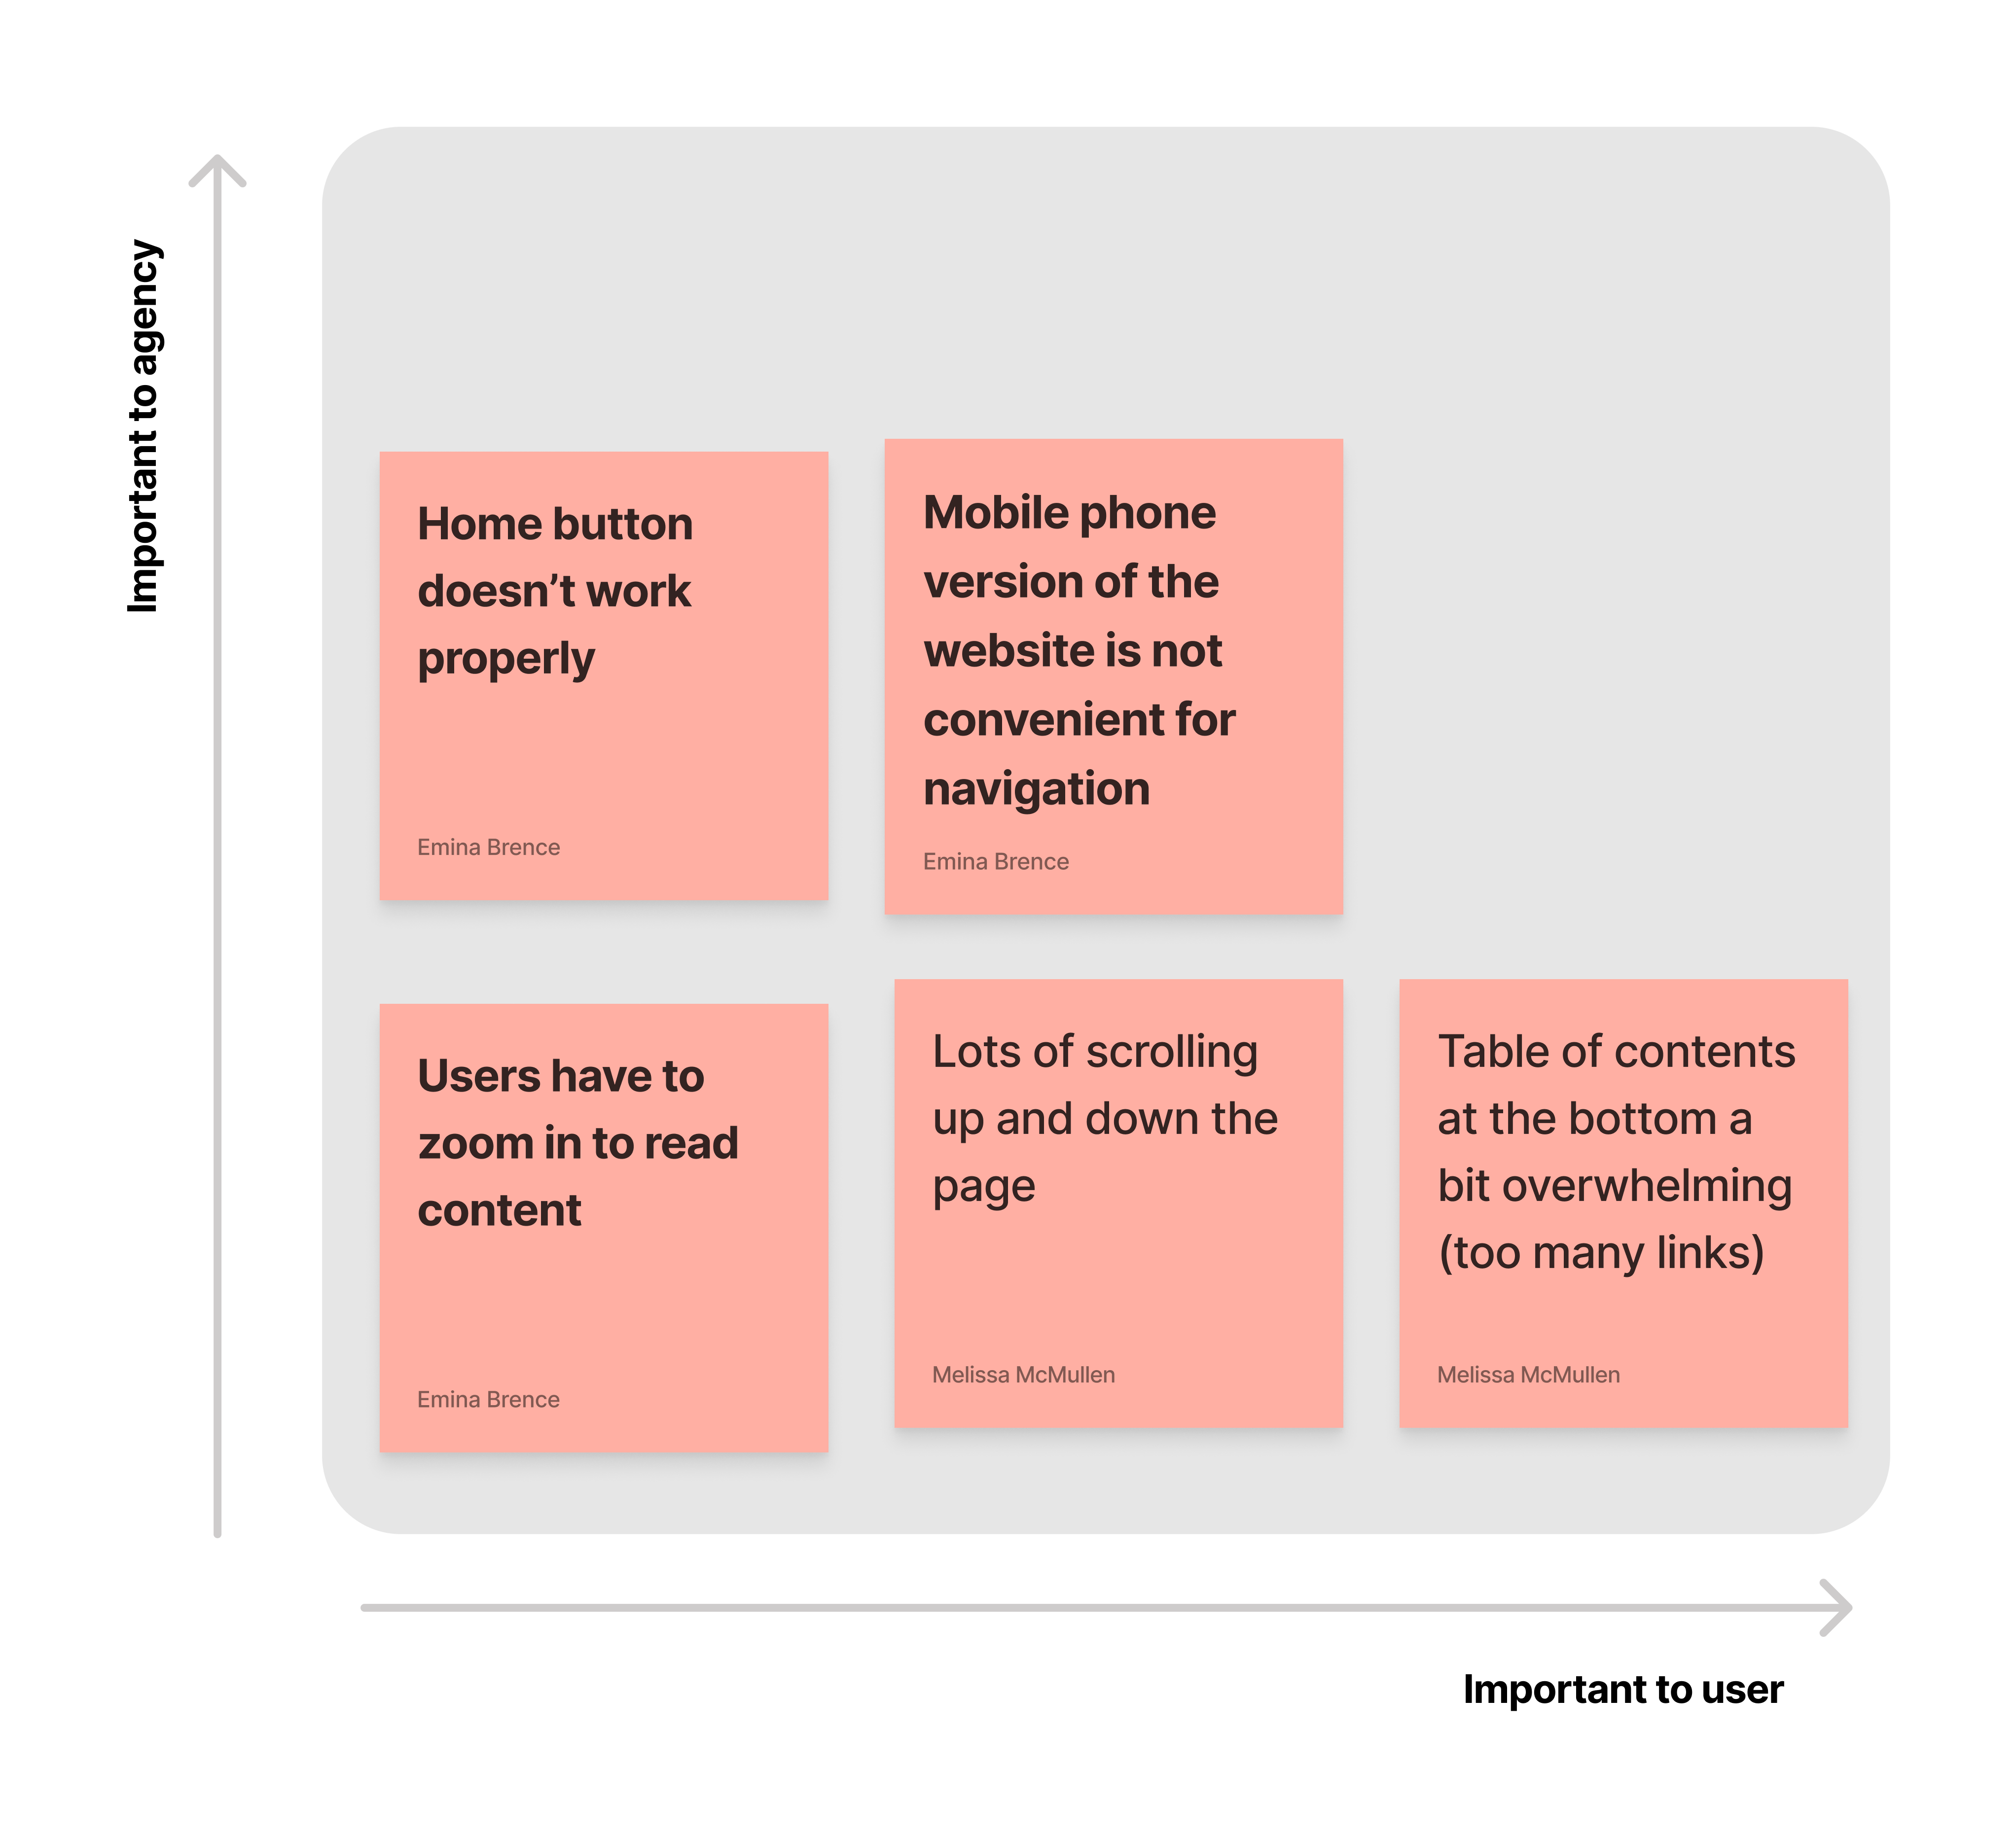 Important to agency
Home button
doesn’t work
properly
Emina Brence
Mobile phone
version of the
website is not
convenient for
navigation
Emina Brence
Users have to
zoom in to read
content
Emina Brence
Lots of scrolling
up and down the
page
Melissa McMullen
Table of contents
at the bottom a
bit overwhelming
(too many links)
Melissa McMullen
Important to user